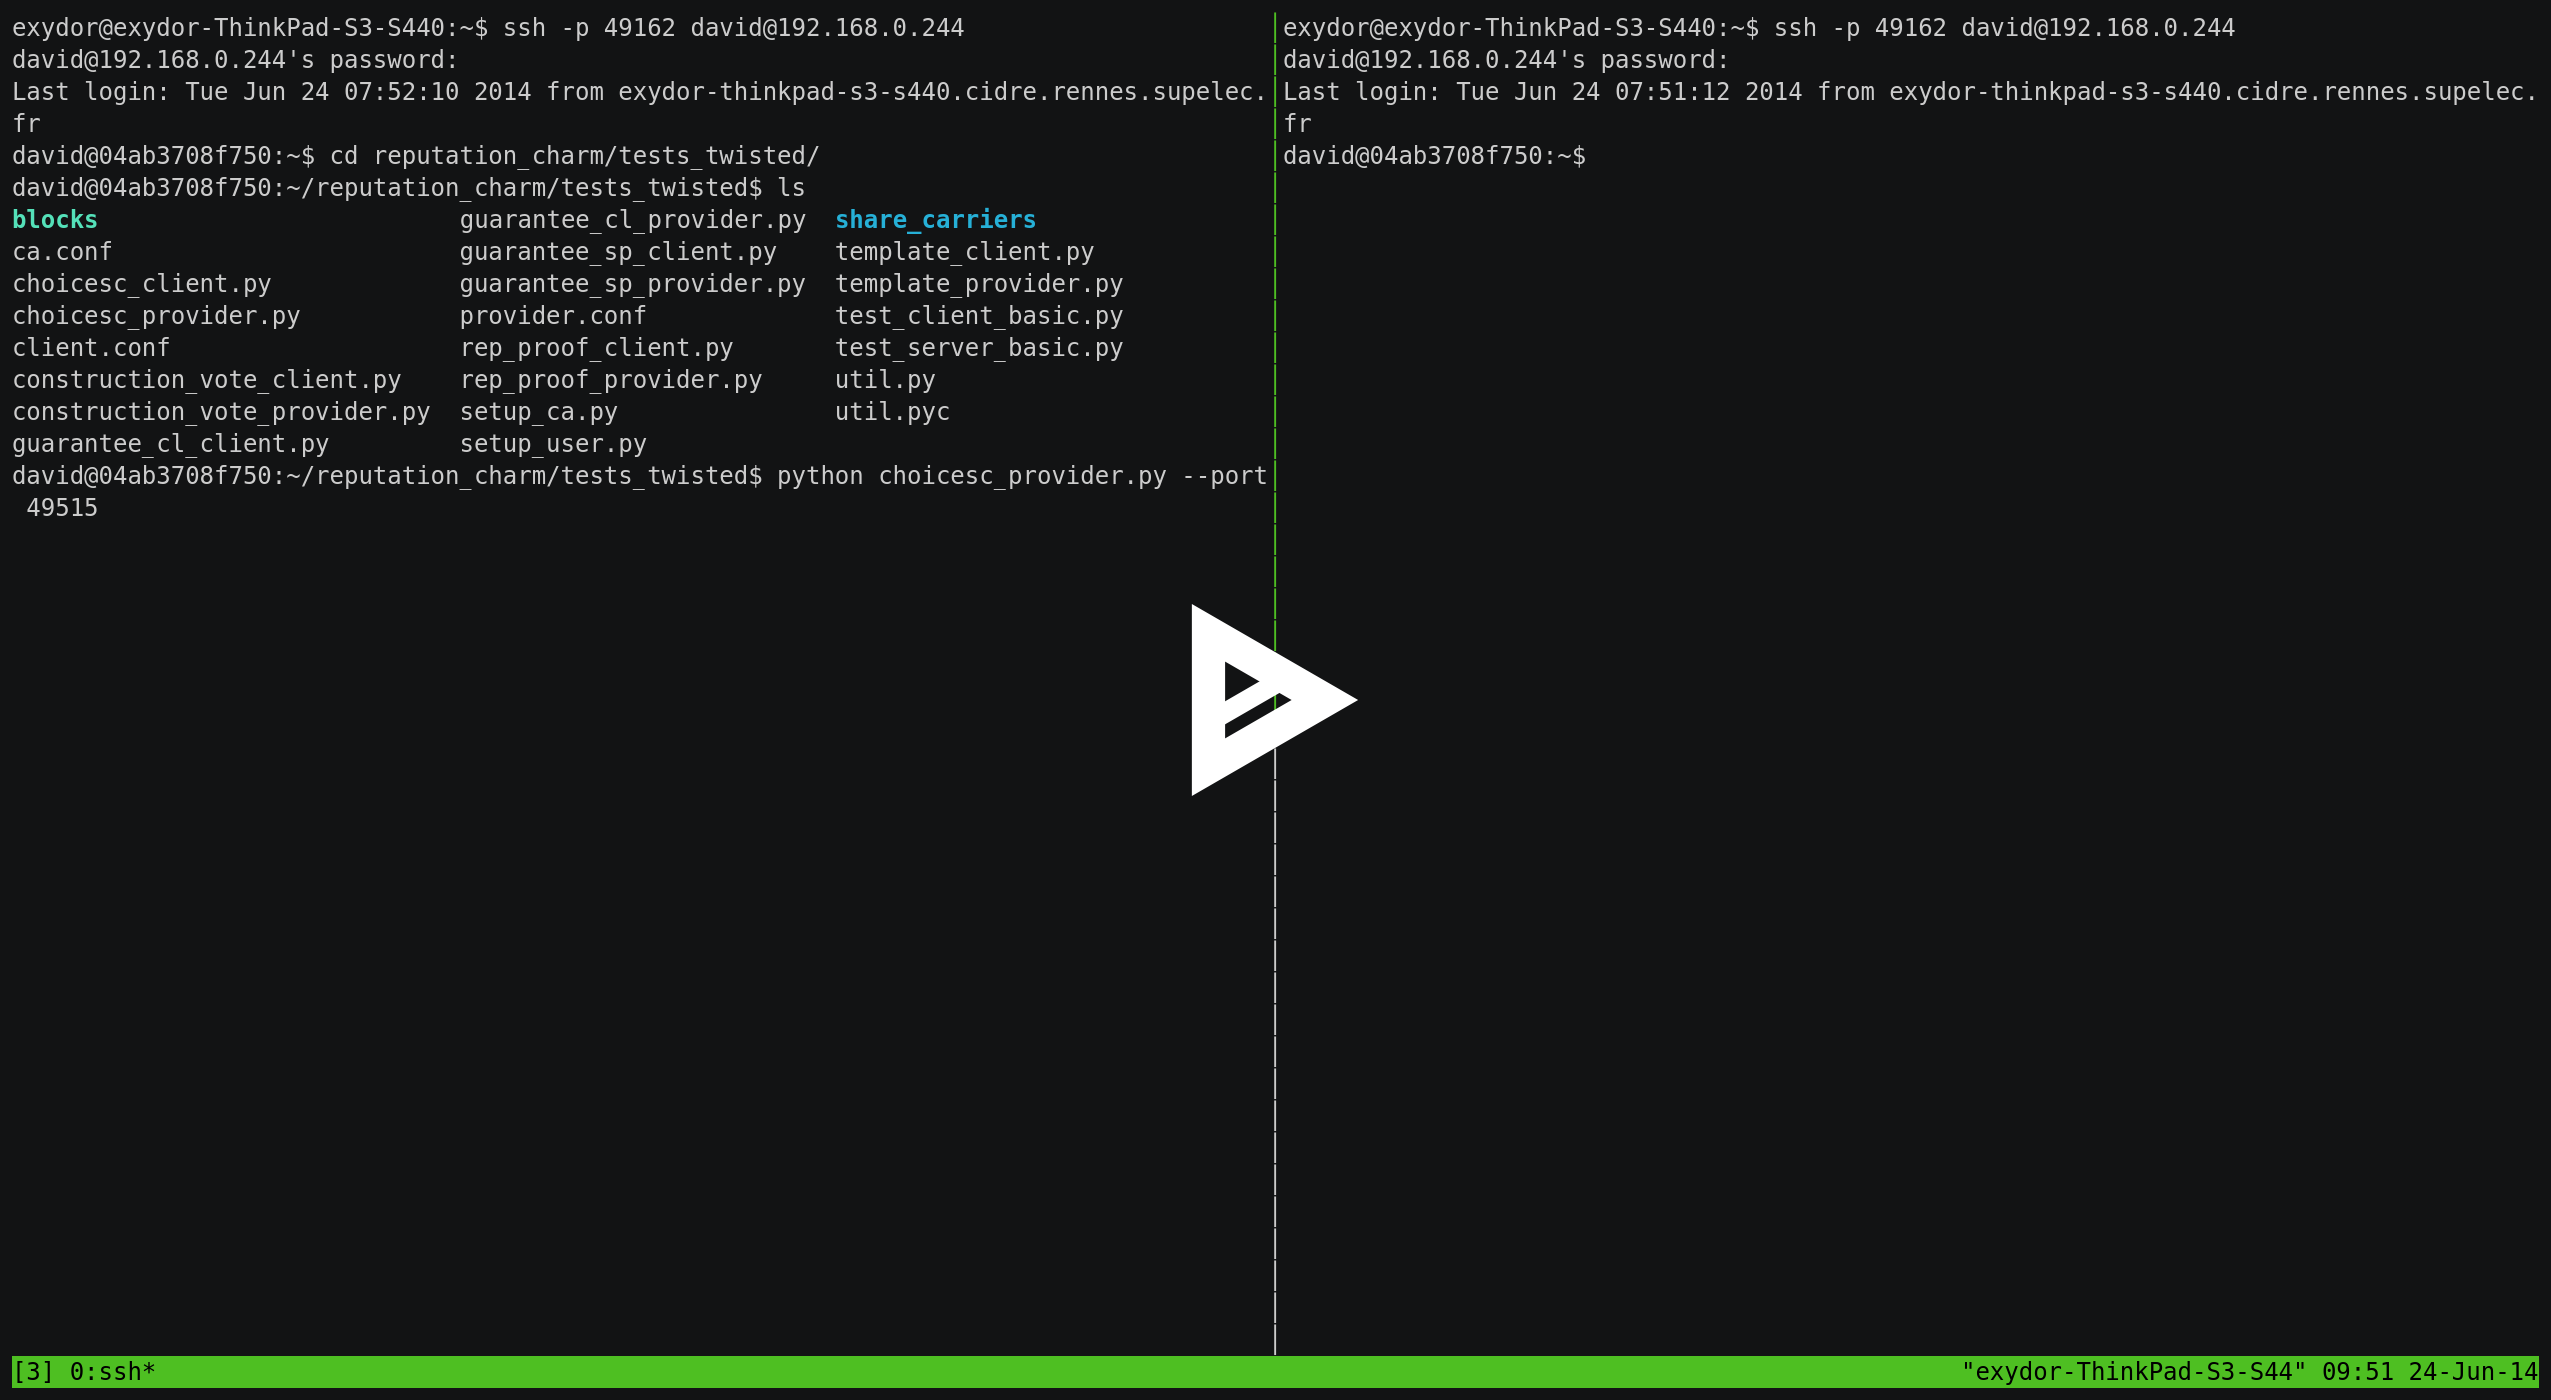 exydor@exydor-ThinkPad-S3-S440:~$ ssh -p 49162 david@192.168.0.244
david@192.168.0.244's password:
Last login: Tue Jun 24 07:52:10 2014 from exydor-thinkpad-s3-s440.cidre.rennes.supelec.
fr
david@04ab3708f750:~$ cd reputation_charm/tests_twisted/
david@04ab3708f750:~/reputation_charm/tests_twisted$ ls
blocks                         guarantee_cl_provider.py  share_carriers
ca.conf                        guarantee_sp_client.py    template_client.py
choicesc_client.py             guarantee_sp_provider.py  template_provider.py
choicesc_provider.py           provider.conf             test_client_basic.py
client.conf                    rep_proof_client.py       test_server_basic.py
construction_vote_client.py    rep_proof_provider.py     util.py
construction_vote_provider.py  setup_ca.py               util.pyc
guarantee_cl_client.py         setup_user.py
david@04ab3708f750:~/reputation_charm/tests_twisted$ python choicesc_provider.py --port
 49515
exydor@exydor-ThinkPad-S3-S440:~$ ssh -p 49162 david@192.168.0.244
david@192.168.0.244's password:
Last login: Tue Jun 24 07:51:12 2014 from exydor-thinkpad-s3-s440.cidre.rennes.supelec.
fr
david@04ab3708f750:~$
[3] 0:ssh* "exydor-ThinkPad-S3-S44" 09:51 24-Jun-14